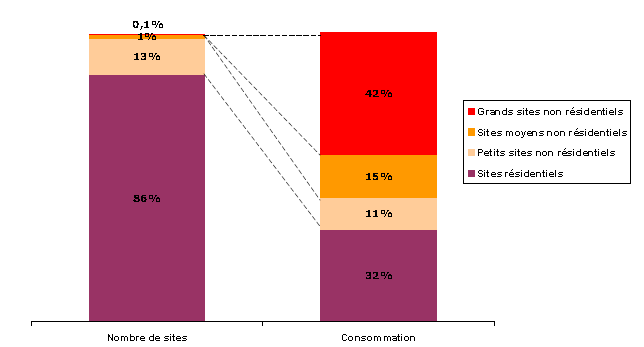 0,1%
1%
13%
86%
42%
15%
11%
32%
Grands sites non résidentiels
Sites moyens non résidentiels
Petits sites non résidentiels
Sites résidentiels
Nombre de sites
Consommation